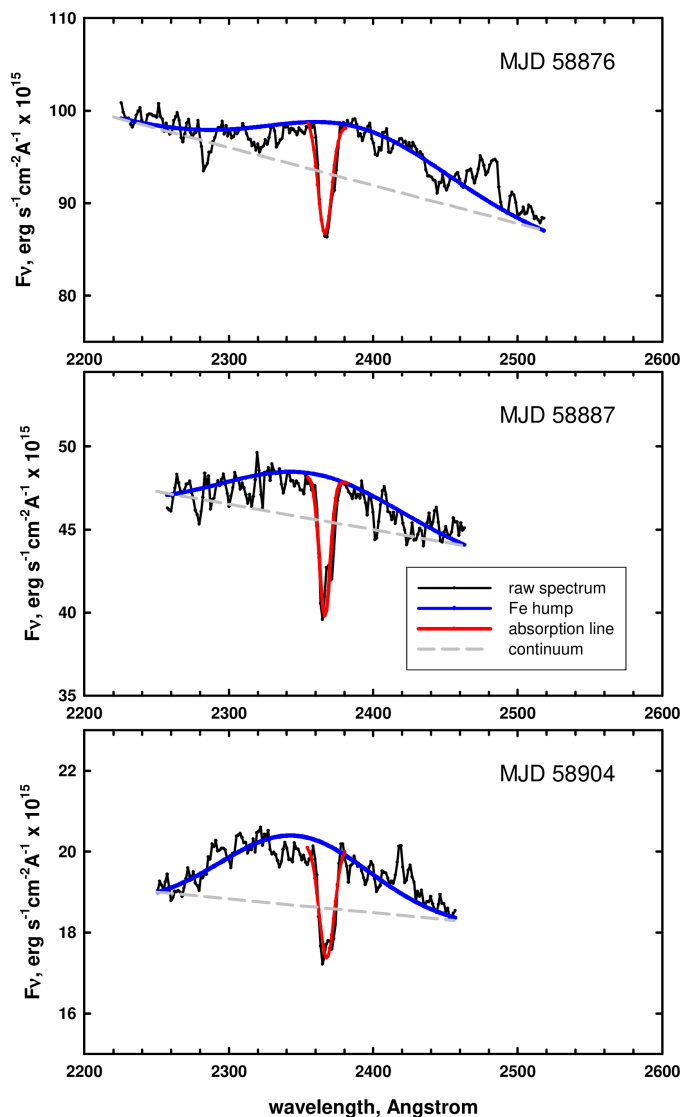 110
MJD 58876
100
90
80
Fν, erg s⁻¹cm⁻²A⁻¹ x 10¹⁵
2200 2300 2400 2500 2600
MJD 58887
50
45
40
35
Fν, erg s⁻¹cm⁻²A⁻¹ x 10¹⁵
raw spectrum
Fe hump
absorption line
continuum
2200 2300 2400 2500 2600
MJD 58904
22
20
18
16
Fν, erg s⁻¹cm⁻²A⁻¹ x 10¹⁵
2200 2300 2400 2500 2600
wavelength, Angstrom